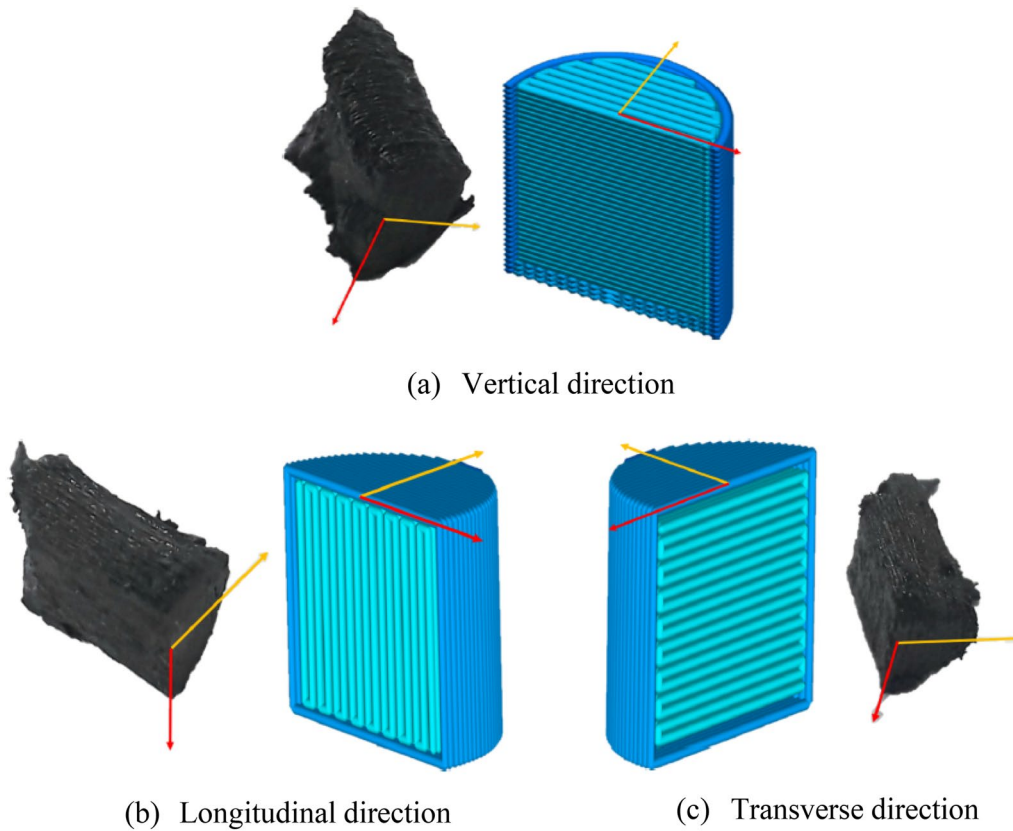 (a) Vertical direction
(b) Longitudinal direction
(c) Transverse direction